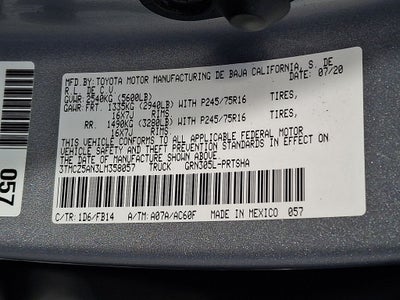 MFD.BY: TOYOTA MOTOR MANUFACTURING DE BAJA CALIFORNIA, S. DE
R.L. DE C.V. 07/20
GVWR: 2540KG (5600LB)
GAWR: FRT. 1335KG (2940LB) WITH P245/75R16 TIRES,
16X7J RIMS
RR. 1490KG (3280LB) WITH P245/75R16 TIRES,
16X7J RIMS
THIS VEHICLE CONFORMS TO ALL APPLICABLE FEDERAL MOTOR
VEHICLE SAFETY AND THEFT PREVENTION STANDARDS IN EFFECT ON
THE DATE OF MANUFACTURE SHOWN ABOVE.
3TMCZ5AN3LM358057 TRUCK GRN305L-PRTSHA
C/TR: 1D6/FB14 A/TM: A07A/AC60F MADE IN MEXICO 057
057